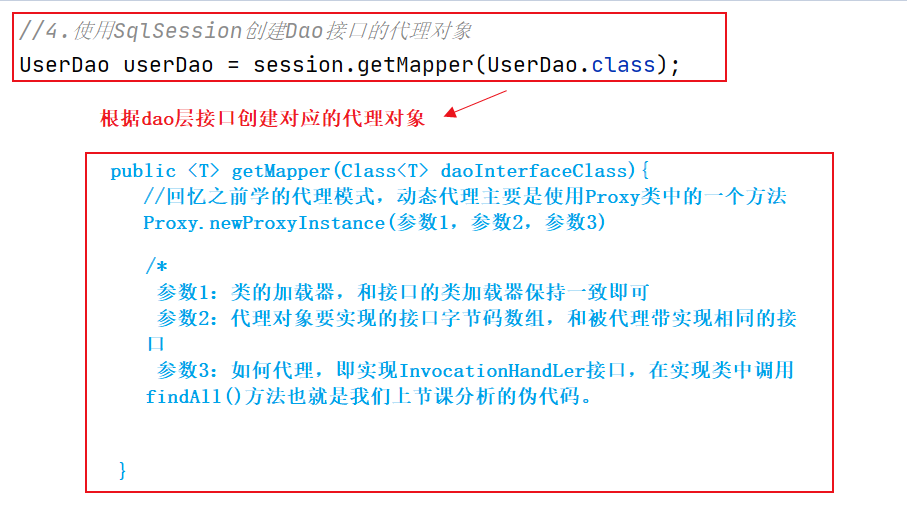 //4.使用SqlSession创建Dao接口的代理对象
UserDao userDao = session.getMapper(UserDao.class);
根据dao层接口创建对应的代理对象
public <T> getMapper(Class<T> daoInterfaceClass){
//回忆之前学的代理模式，动态代理主要是使用Proxy类中的一个方法
Proxy.newProxyInstance(参数1，参数2，参数3)
/*
参数1：类的加载器，和接口的类加载器保持一致即可
参数2：代理对象要实现的接口字节码数组，和被代理带实现相同的接
口
参数3：如何代理，即实现InvocationHandLer接口，在实现类中调用
findAll()方法也就是我们上节课分析的伪代码。
}